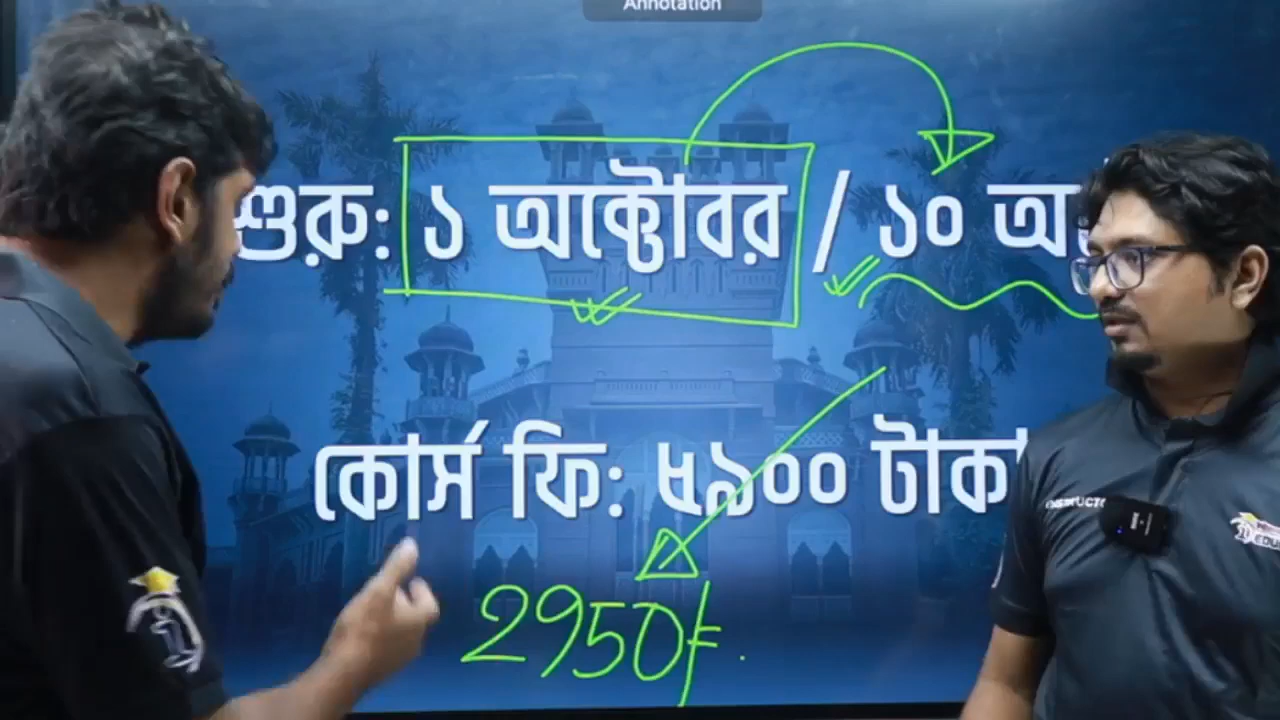 Annotation
শুরু: ১ অক্টোবর / ১০
কোর্স ফি: ৫৯০০ টাকা
2950/=